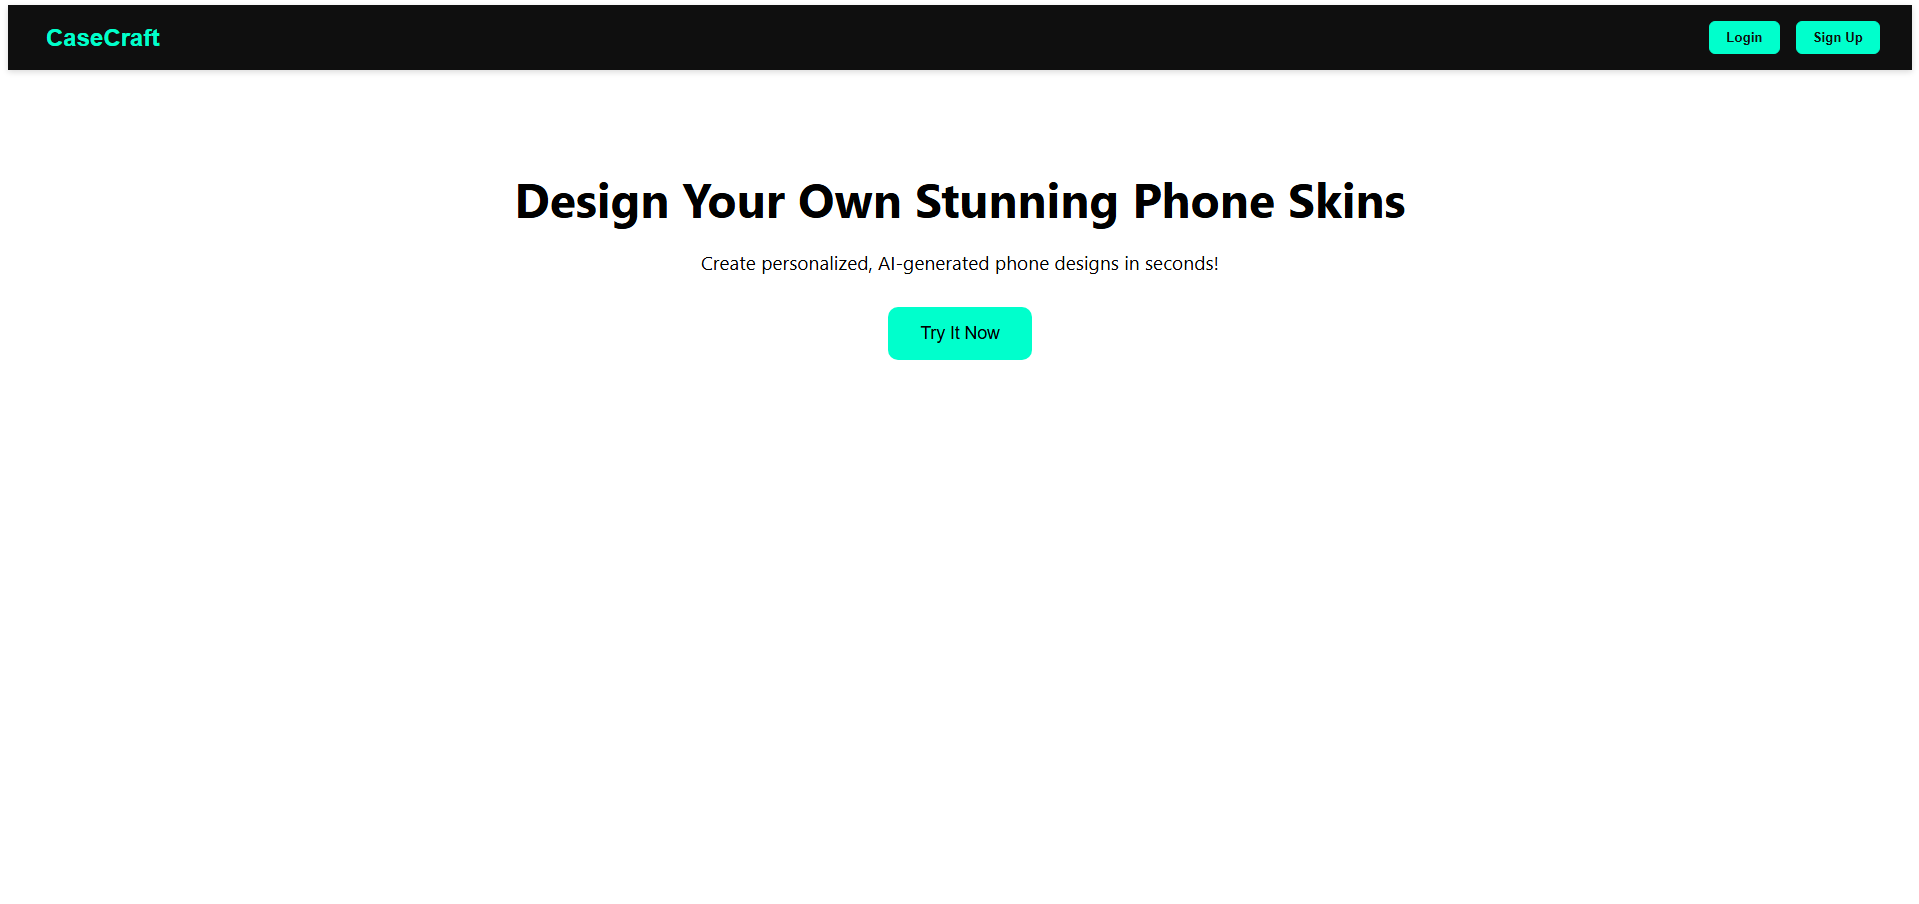 CaseCraft
Login
Sign Up
Design Your Own Stunning Phone Skins
Create personalized, AI-generated phone designs in seconds!
Try It Now